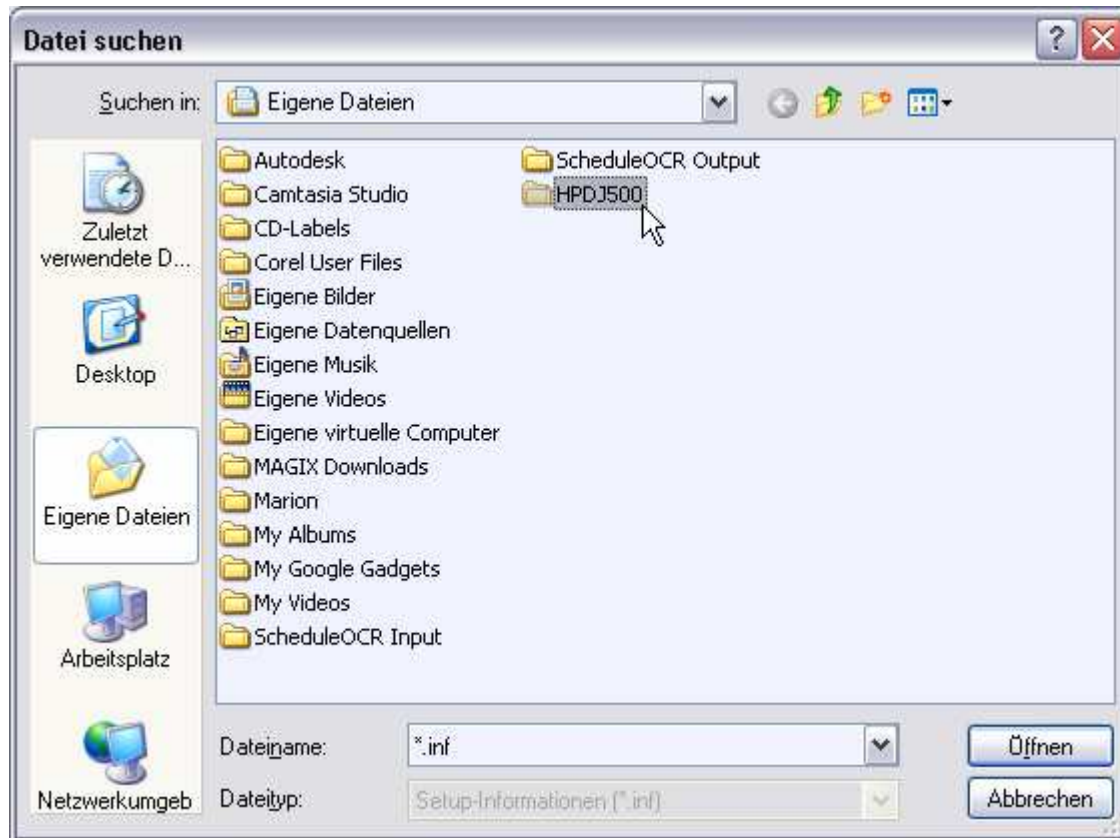 Datei suchen
?
Suchen in:
Eigene Dateien
Zuletzt
verwendete D...
Desktop
Eigene Dateien
Arbeitsplatz
Netzwerkumgeb
Autodesk
Camtasia Studio
CD-Labels
Corel User Files
Eigene Bilder
Eigene Datenquellen
Eigene Musik
Eigene Videos
Eigene virtuelle Computer
MAGIX Downloads
Marion
My Albums
My Google Gadgets
My Videos
ScheduleOCR Input
ScheduleOCR Output
HPDJ500
Dateiname:
*.inf
Öffnen
Dateityp:
Setup-Informationen (*.inf)
Abbrechen